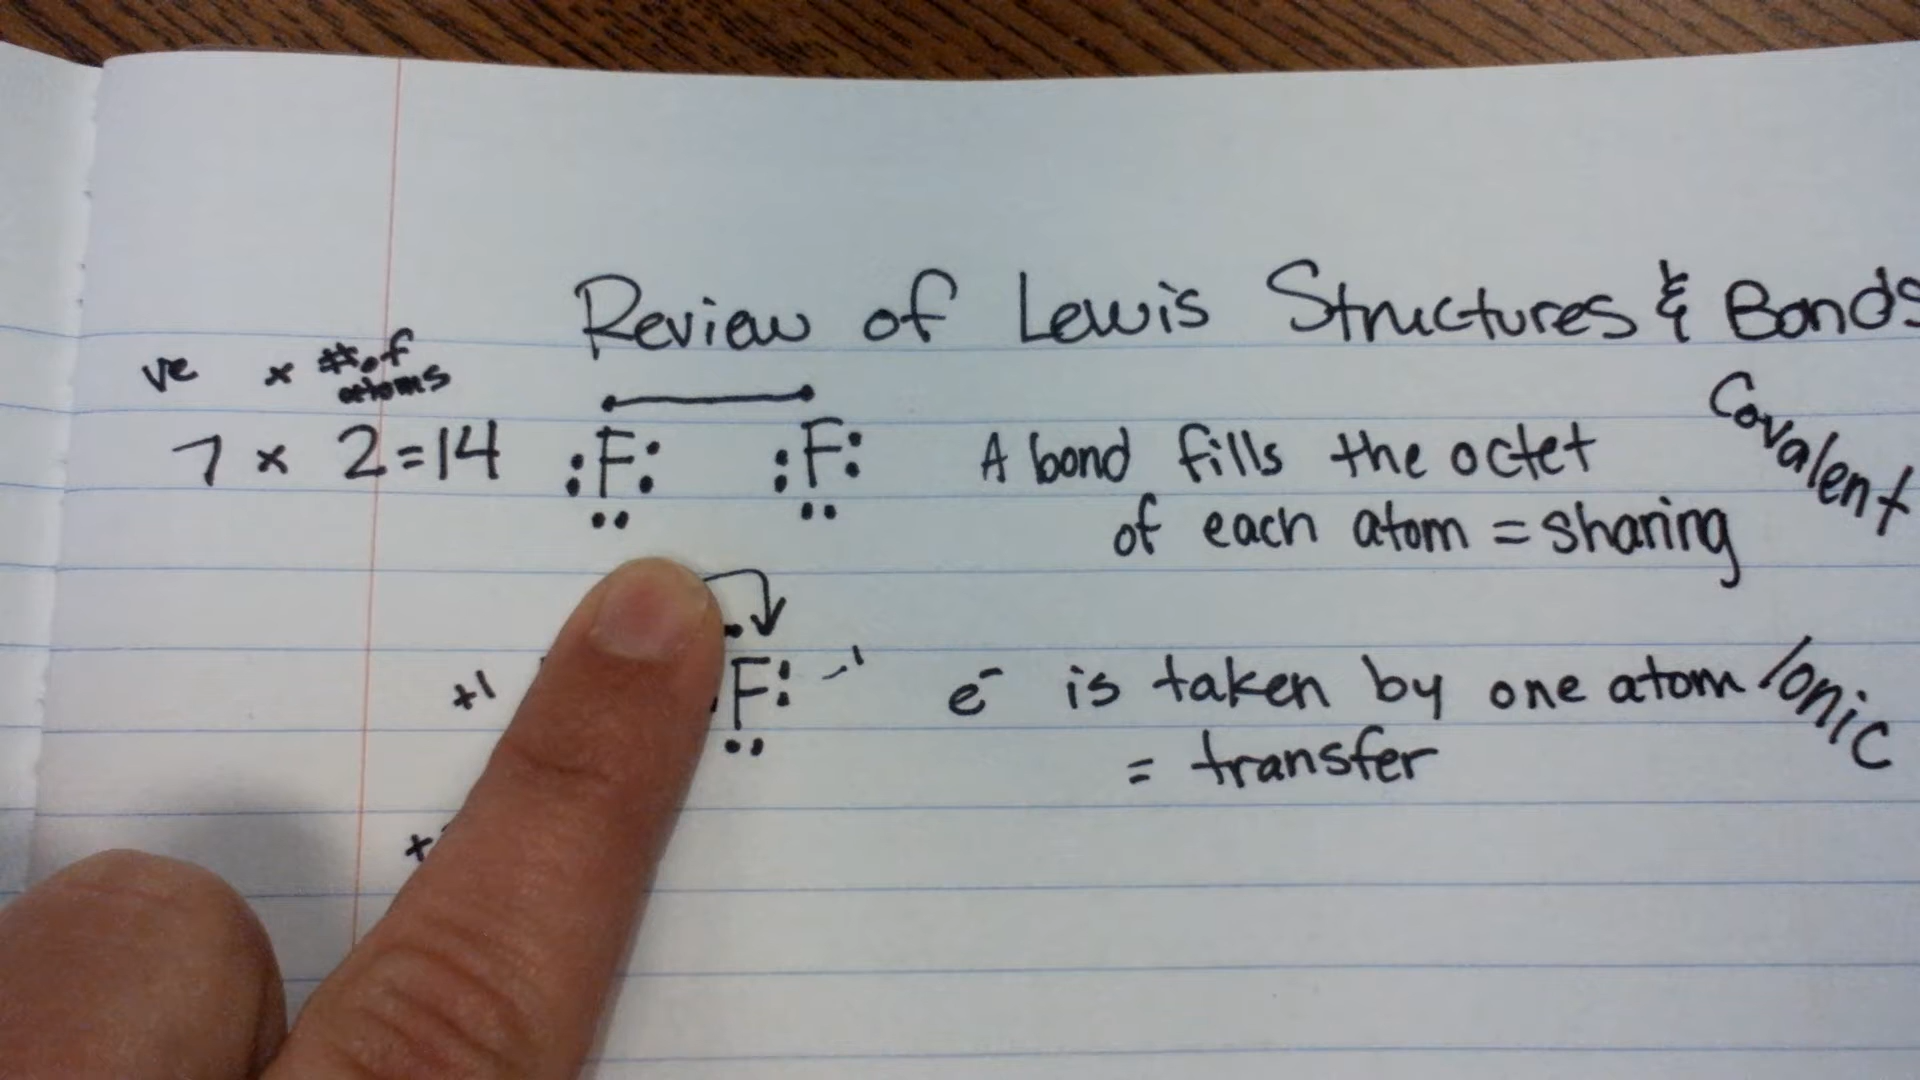 Review of Lewis Structures & Bonds
ve x # of atoms
7 x 2=14 :F: :F: A bond fills the octet
of each atom = sharing
Covalent
+1 F: -1 e⁻ is taken by one atom
= transfer
Ionic
+